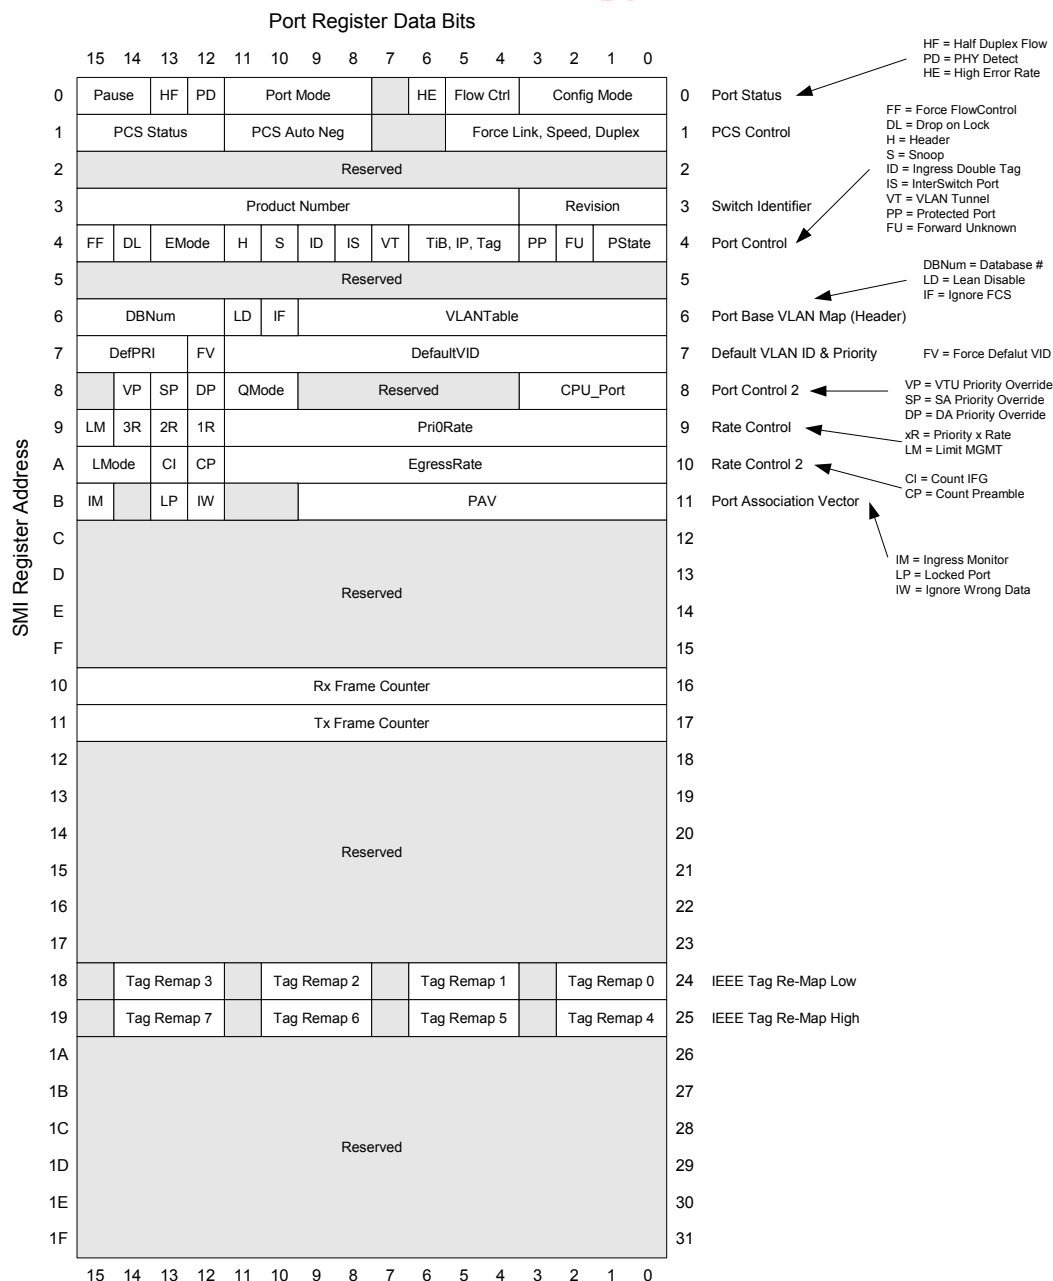 Port Register Data Bits
15 14 13 12 11 10 9 8 7 6 5 4 3 2 1 0
HF = Half Duplex Flow
PD = PHY Detect
HE = High Error Rate
0 Pause HF PD Port Mode HE Flow Ctrl Config Mode 0 Port Status
FF = Force FlowControl
DL = Drop on Lock
H = Header
S = Snoop
ID = Ingress Double Tag
IS = InterSwitch Port
VT = VLAN Tunnel
PP = Protected Port
FU = Forward Unknown
1 PCS Status PCS Auto Neg Force Link, Speed, Duplex 1 PCS Control
2 Reserved 2
3 Product Number Revision 3 Switch Identifier
4 FF DL EMode H S ID IS VT TiB, IP, Tag PP FU PState 4 Port Control
5 Reserved 5
DBNum = Database #
LD = Lean Disable
IF = Ignore FCS
6 DBNum LD IF VLANTable 6 Port Base VLAN Map (Header)
7 DefPRI FV DefaultVID 7 Default VLAN ID & Priority FV = Force Defalut VID
8 VP SP DP QMode Reserved CPU_Port 8 Port Control 2
VP = VTU Priority Override
SP = SA Priority Override
DP = DA Priority Override
9 LM 3R 2R 1R Pri0Rate 9 Rate Control
xR = Priority x Rate
LM = Limit MGMT
A LMode CI CP EgressRate 10 Rate Control 2
CI = Count IFG
CP = Count Preamble
B IM LP IW PAV 11 Port Association Vector
IM = Ingress Monitor
LP = Locked Port
IW = Ignore Wrong Data
SMI Register Address
C 12
D 13
Reserved
E 14
F 15
10 Rx Frame Counter 16
11 Tx Frame Counter 17
12 18
13 19
14 20
Reserved
15 21
16 22
17 23
18 Tag Remap 3 Tag Remap 2 Tag Remap 1 Tag Remap 0 24 IEEE Tag Re-Map Low
19 Tag Remap 7 Tag Remap 6 Tag Remap 5 Tag Remap 4 25 IEEE Tag Re-Map High
1A 26
1B 27
1C 28
Reserved
1D 29
1E 30
1F 31
15 14 13 12 11 10 9 8 7 6 5 4 3 2 1 0